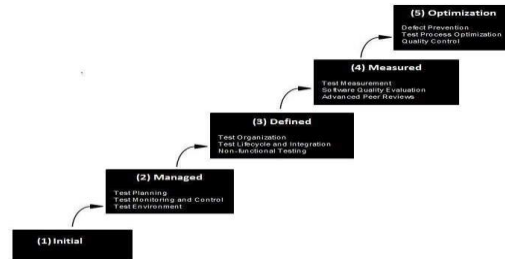 (5) Optimization
Defect Prevention
Test Process Optimization
Quality Control
(4) Measured
Test Measurement
Software Quality Evaluation
Advanced Peer Reviews
(3) Defined
Test Organization
Test Lifecycle and Integration
Non-functional Testing
(2) Managed
Test Planning
Test Monitoring and Control
Test Environment
(1) Initial